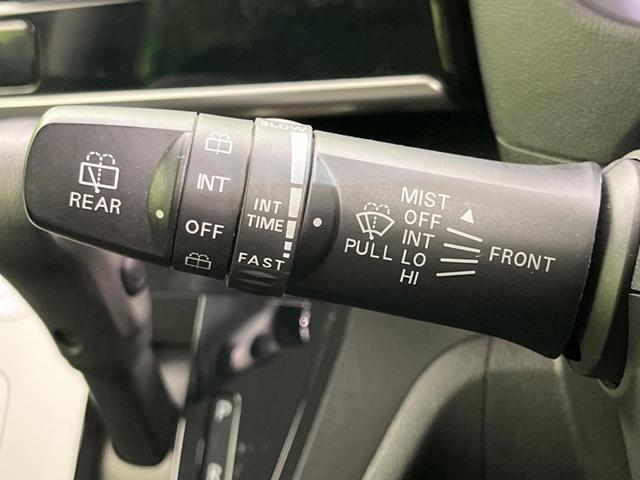 REAR
INT
OFF
SLOW
INT
TIME
FAST
PULL
MIST
OFF
INT
LO
HI
FRONT
P
R